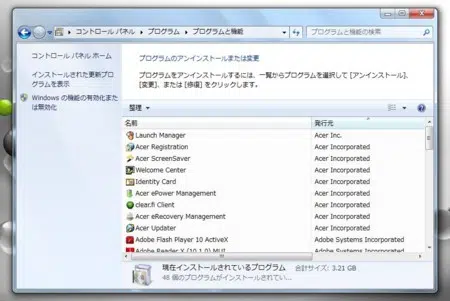 コントロール パネル ▸ プログラム ▸ プログラムと機能
プログラムと機能の検索
コントロール パネル ホーム
インストールされた更新プログラムを表示
Windows の機能の有効化または無効化
プログラムのアンインストールまたは変更
プログラムをアンインストールするには、一覧からプログラムを選択して [アンインストール]、
[変更]、または [修復] をクリックします。
整理
名前 発行元
Launch Manager Acer Inc.
Acer Registration Acer Incorporated
Acer ScreenSaver Acer Incorporated
Welcome Center Acer Incorporated
Identity Card Acer Incorporated
Acer ePower Management Acer Incorporated
clear.fi Client Acer Incorporated
Acer eRecovery Management Acer Incorporated
Acer Updater Acer Incorporated
Adobe Flash Player 10 ActiveX Adobe Systems Incorporated
Adobe Reader X (10.1.0) MUI Adobe Systems Incorporated
現在インストールされているプログラム 合計サイズ: 3.21 GB
48 個のプログラムがインストールされてい...